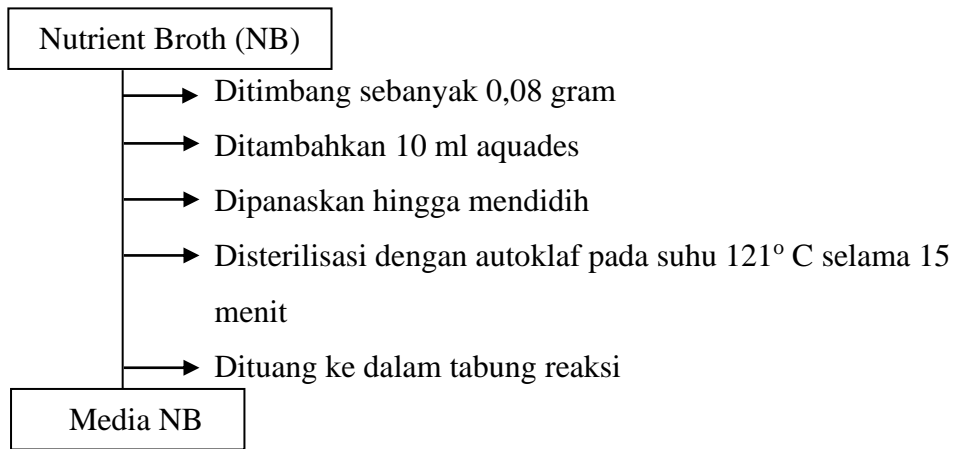 Nutrient Broth (NB)
Ditimbang sebanyak 0,08 gram
Ditambahkan 10 ml aquades
Dipanaskan hingga mendidih
Disterilisasi dengan autoklaf pada suhu 121° C selama 15
menit
Dituang ke dalam tabung reaksi
Media NB